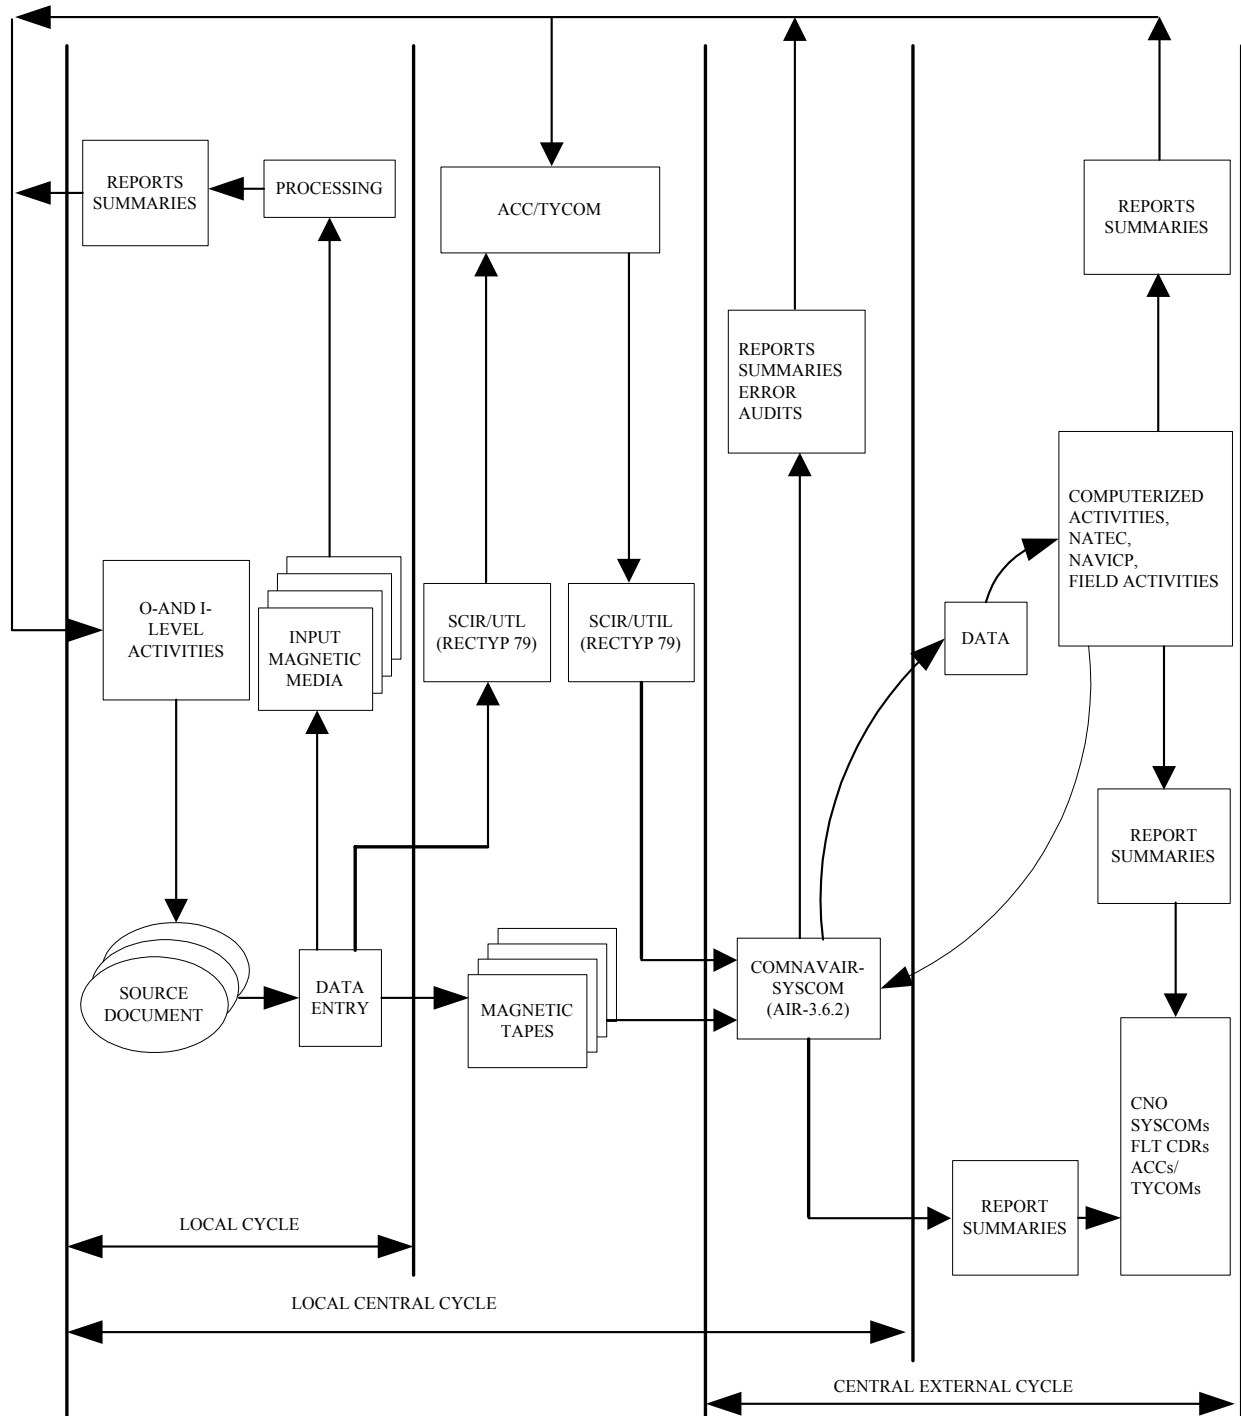 REPORTS
SUMMARIES
PROCESSING
ACC/TYCOM
REPORTS
SUMMARIES
REPORTS
SUMMARIES
ERROR
AUDITS
COMPUTERIZED
ACTIVITIES,
NATEC,
NAVICP,
FIELD ACTIVITIES
O-AND I-
LEVEL
ACTIVITIES
INPUT
MAGNETIC
MEDIA
SCIR/UTL
(RECTYP 79)
SCIR/UTIL
(RECTYP 79)
DATA
REPORT
SUMMARIES
SOURCE
DOCUMENT
DATA
ENTRY
MAGNETIC
TAPES
COMNAVAIR-
SYSCOM
(AIR-3.6.2)
CNO
SYSCOMs
FLT CDRs
ACCs/
TYCOMs
REPORT
SUMMARIES
LOCAL CYCLE
LOCAL CENTRAL CYCLE
CENTRAL EXTERNAL CYCLE